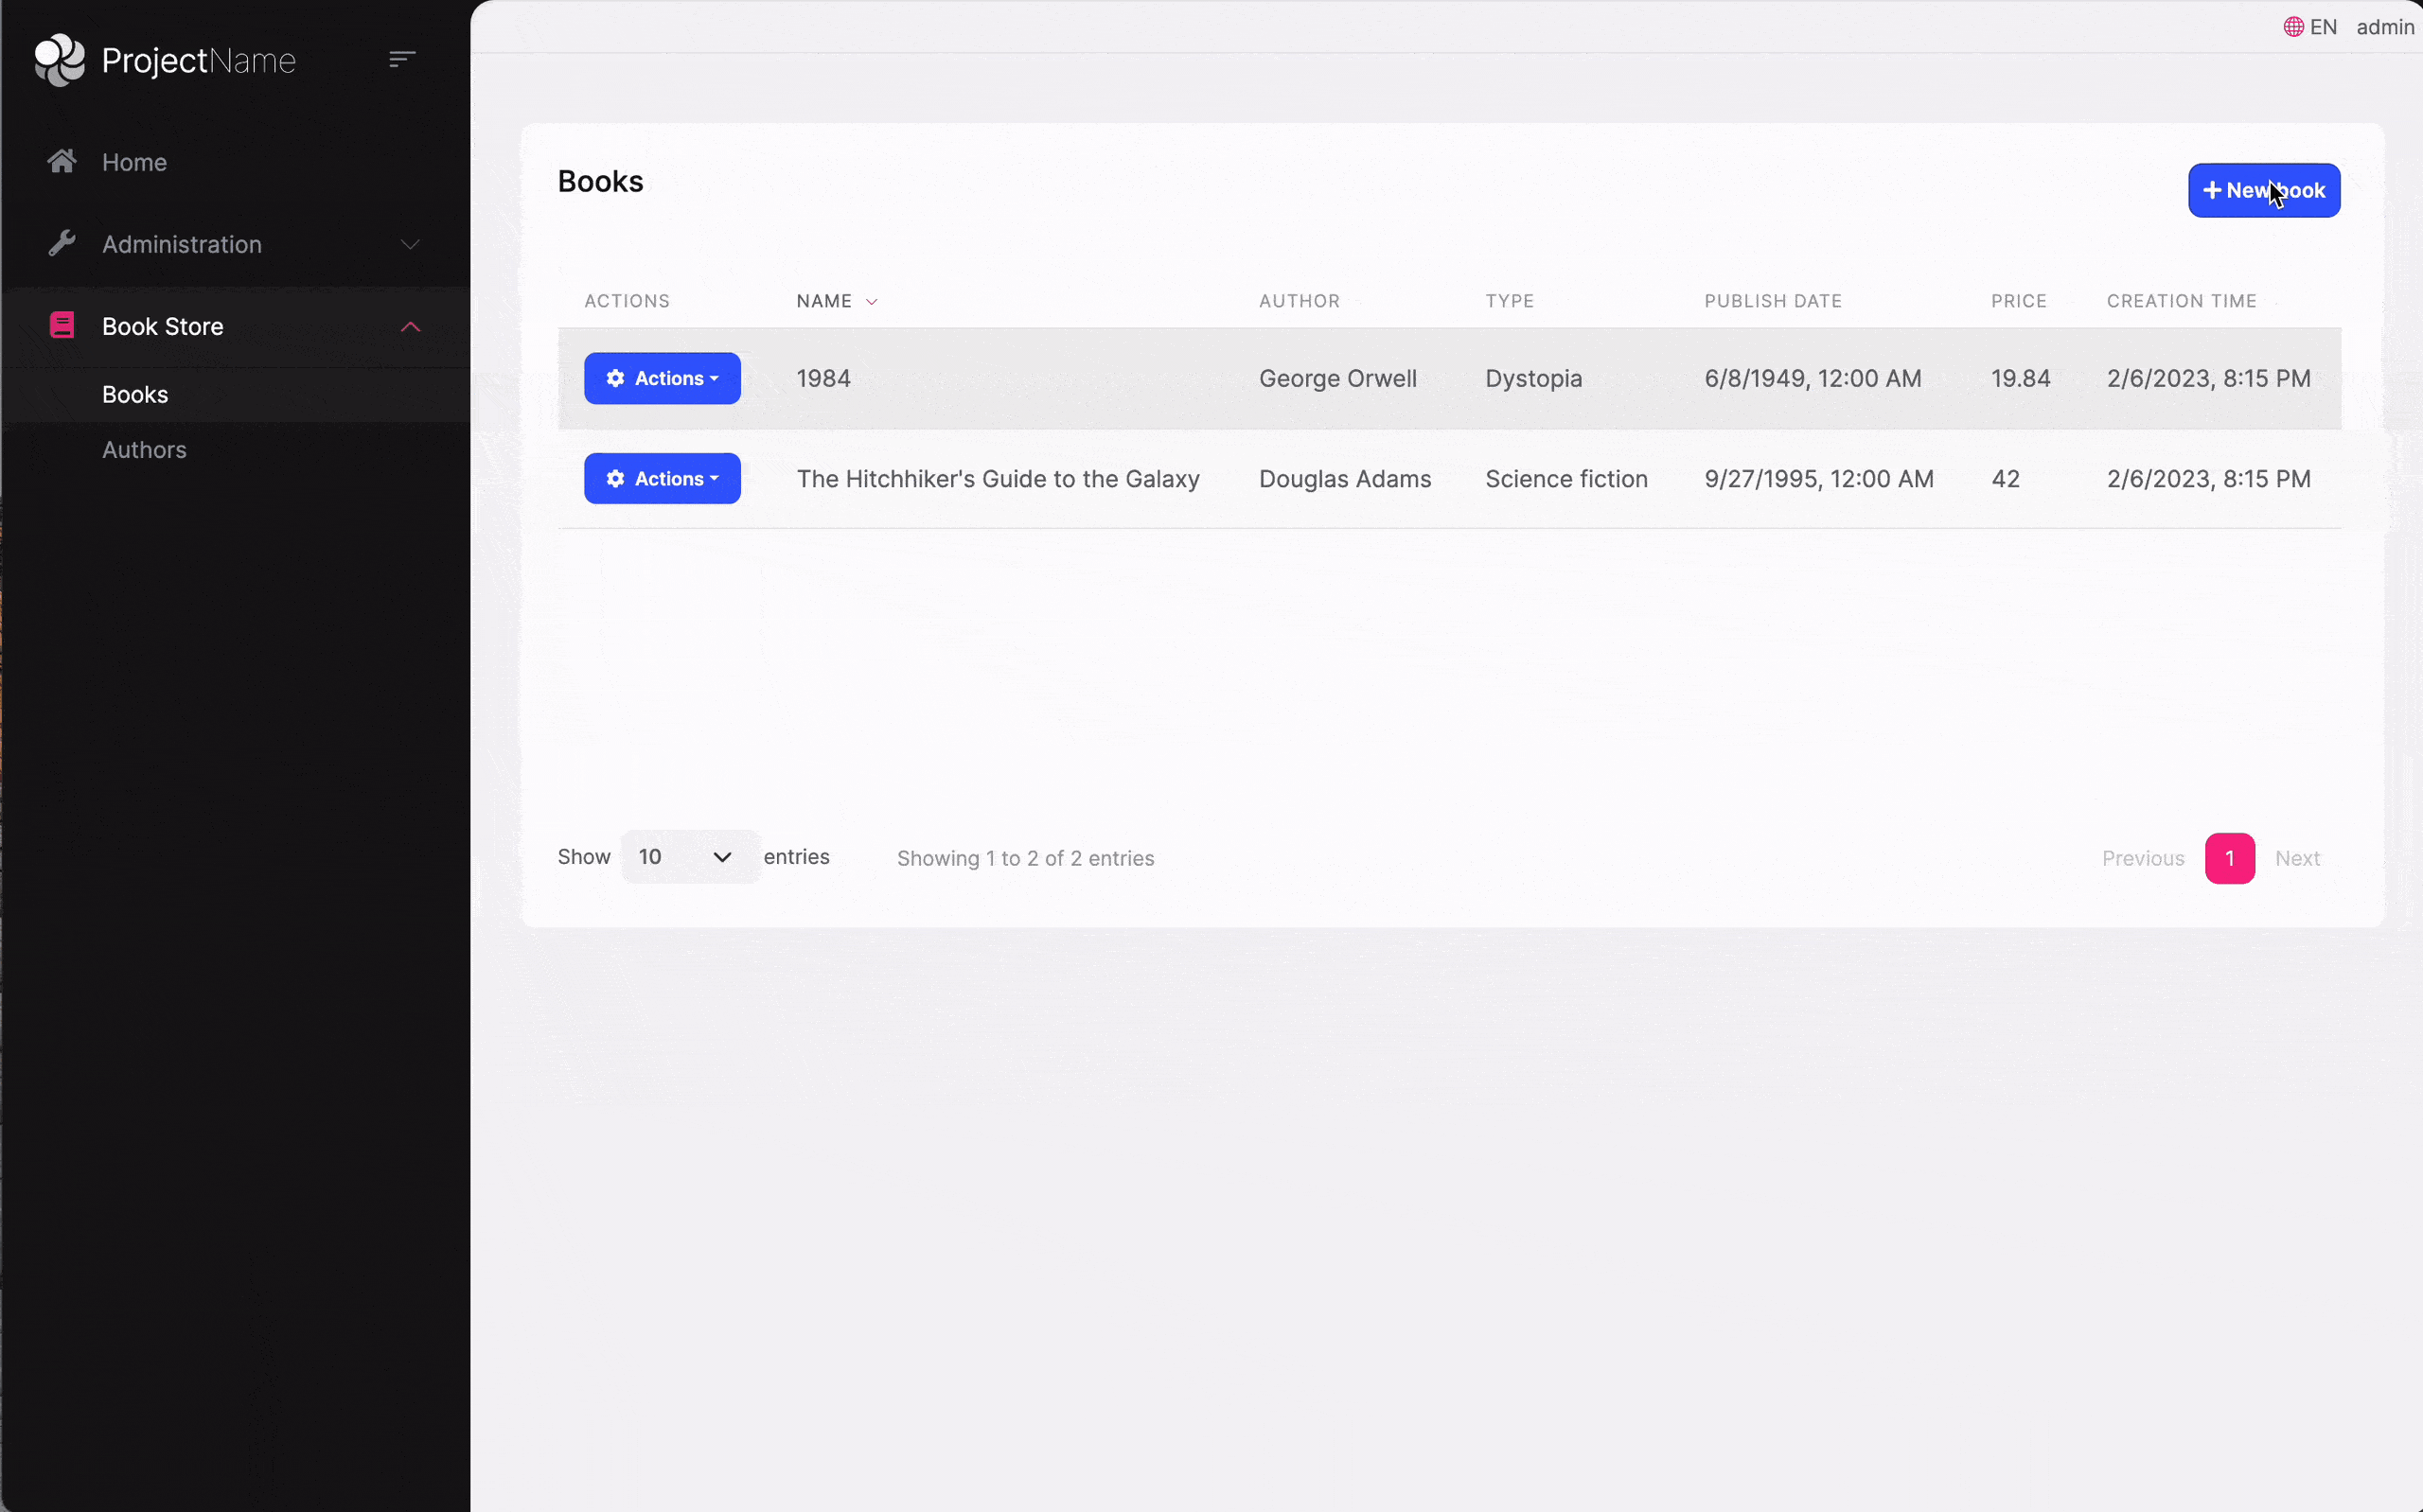 ProjectName
EN admin
Home
Administration
Book Store
Books
Authors
Books
+ New book
ACTIONS NAME AUTHOR TYPE PUBLISH DATE PRICE CREATION TIME
Actions 1984 George Orwell Dystopia 6/8/1949, 12:00 AM 19.84 2/6/2023, 8:15 PM
Actions The Hitchhiker's Guide to the Galaxy Douglas Adams Science fiction 9/27/1995, 12:00 AM 42 2/6/2023, 8:15 PM
Show 10 entries Showing 1 to 2 of 2 entries Previous 1 Next